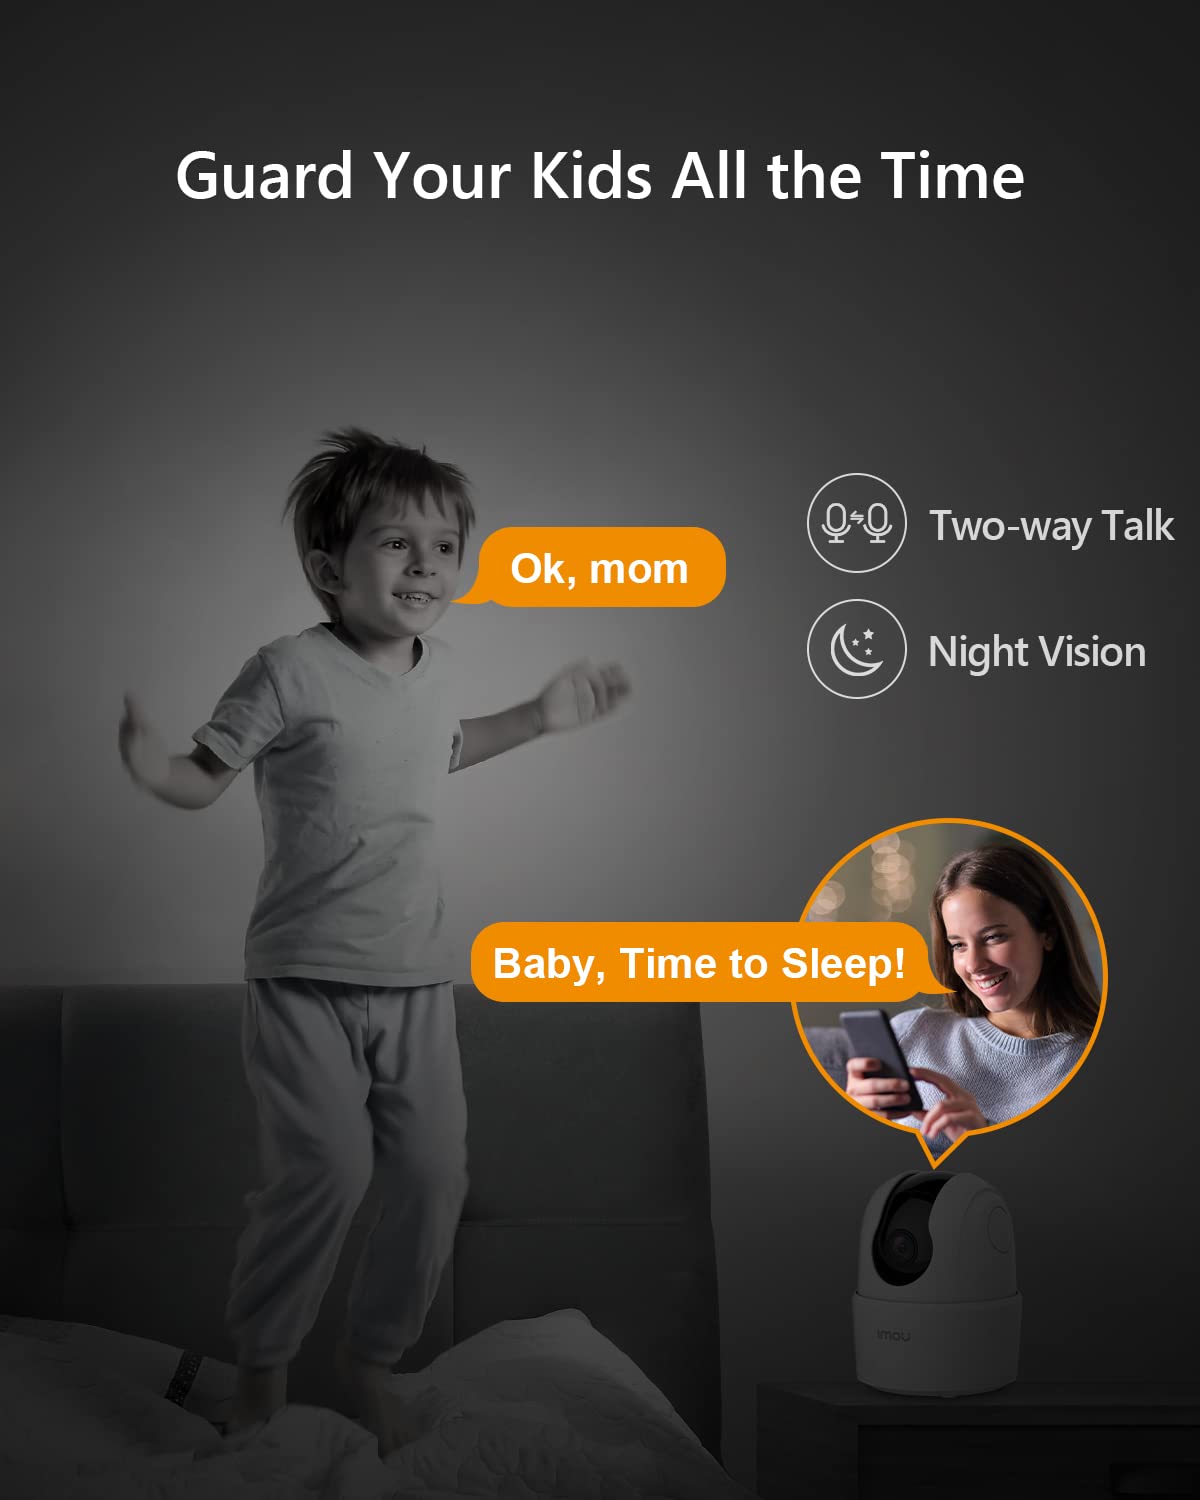 Guard Your Kids All the Time
Ok, mom
Two-way Talk
Night Vision
Baby, Time to Sleep!
imou